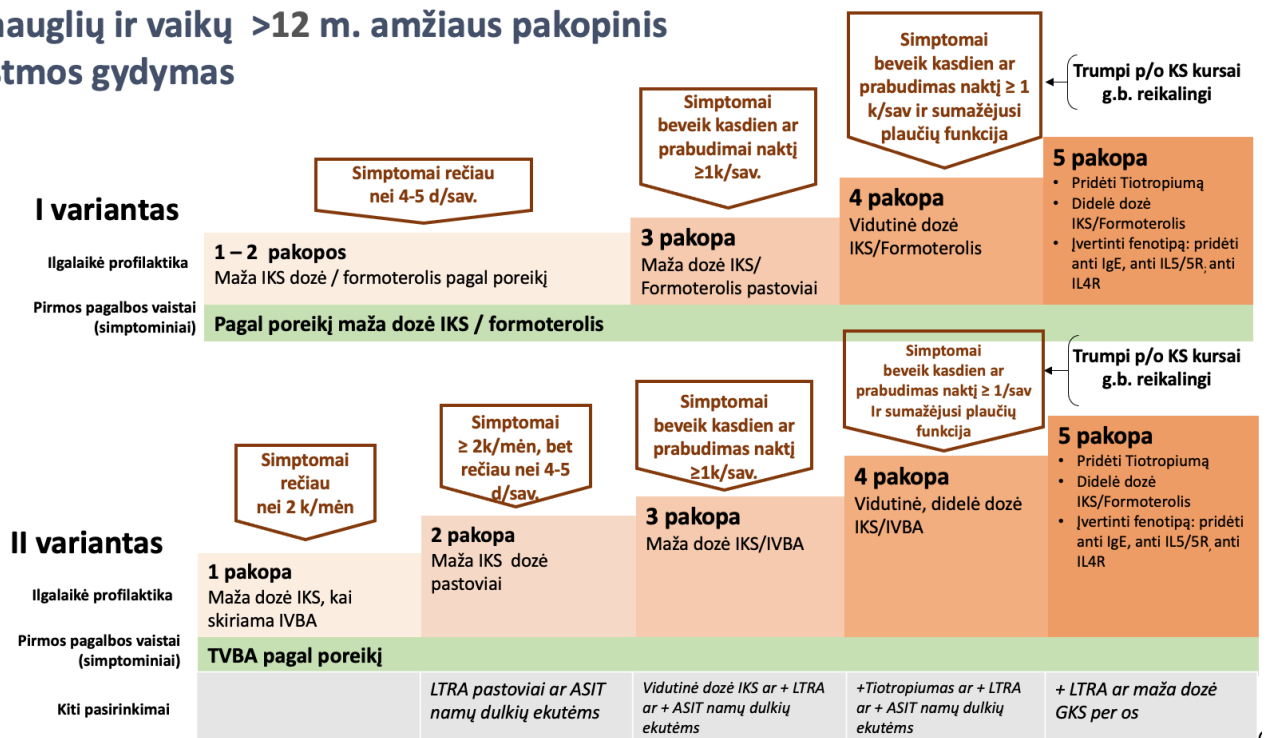 nauglių ir vaikų >12 m. amžiaus pakopinis
stmos gydymas
Simptomai
beveik kasdien ar
prabudimas naktį ≥ 1
k/sav ir sumažėjusi
plaučių funkcija
Trumpi p/o KS kursai
g.b. reikalingi
Simptomai
beveik kasdien ar
prabudimai naktį
≥1k/sav.
Simptomai rečiau
nei 4-5 d/sav.
I variantas
Ilgalaikė profilaktika
1 – 2 pakopos
Maža IKS dozė / formoterolis pagal poreikį
3 pakopa
Maža dozė IKS/
Formoterolis pastoviai
4 pakopa
Vidutinė dozė
IKS/Formoterolis
5 pakopa
• Pridėti Tiotropiumą
• Didelė dozė
IKS/Formoterolis
• Įvertinti fenotipą: pridėti
anti IgE, anti IL5/5R, anti
IL4R
Pirmos pagalbos vaistai
(simptominiai)
Pagal poreikį maža dozė IKS / formoterolis
Simptomai
beveik kasdien ar
prabudimas naktį ≥ 1/sav
Ir sumažėjusi plaučių
funkcija
Trumpi p/o KS kursai
g.b. reikalingi
Simptomai
beveik kasdien ar
prabudimas naktį
≥1k/sav.
Simptomai
≥ 2k/mėn, bet
rečiau nei 4-5
d/sav.
Simptomai
rečiau
nei 2 k/mėn
II variantas
Ilgalaikė profilaktika
1 pakopa
Maža dozė IKS, kai
skiriama IVBA
2 pakopa
Maža IKS dozė
pastoviai
3 pakopa
Maža dozė IKS/IVBA
4 pakopa
Vidutinė, didelė dozė
IKS/IVBA
5 pakopa
• Pridėti Tiotropiumą
• Didelė dozė
IKS/Formoterolis
• Įvertinti fenotipą: pridėti
anti IgE, anti IL5/5R, anti
IL4R
Pirmos pagalbos vaistai
(simptominiai)
TVBA pagal poreikį
Kiti pasirinkimai
LTRA pastoviai ar ASIT
namų dulkių ekutėms
Vidutinė dozė IKS ar + LTRA
ar + ASIT namų dulkių
ekutėms
+Tiotropiumas ar + LTRA
ar + ASIT namų dulkių
ekutėms
+ LTRA ar maža dozė
GKS per os